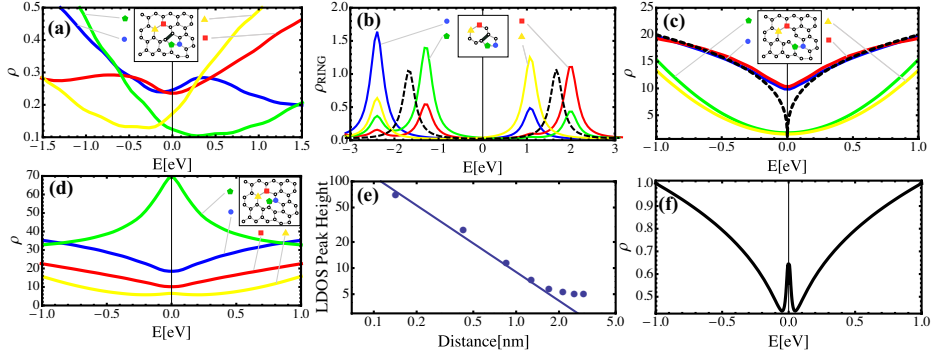 (a)
ρ
0.5
0.4
0.3
0.2
0.1
−1.5 −1.0 −0.5 0.0 0.5 1.0 1.5
E[eV]
(b)
ρRING
2.0
1.5
1.0
0.5
0.0
−3 −2 −1 0 1 2 3
E[eV]
(c)
ρ
25
20
15
10
5
−1.0 −0.5 0.0 0.5 1.0
E[eV]
(d)
ρ
70
60
50
40
30
20
10
0
−1.0 −0.5 0.0 0.5 1.0
E[eV]
(e)
LDOS Peak Height
100
50
20
10
5
0.1 0.2 0.5 1.0 2.0 5.0
Distance[nm]
(f)
ρ
1.0
0.9
0.8
0.7
0.6
0.5
−1.0 −0.5 0.0 0.5 1.0
E[eV]